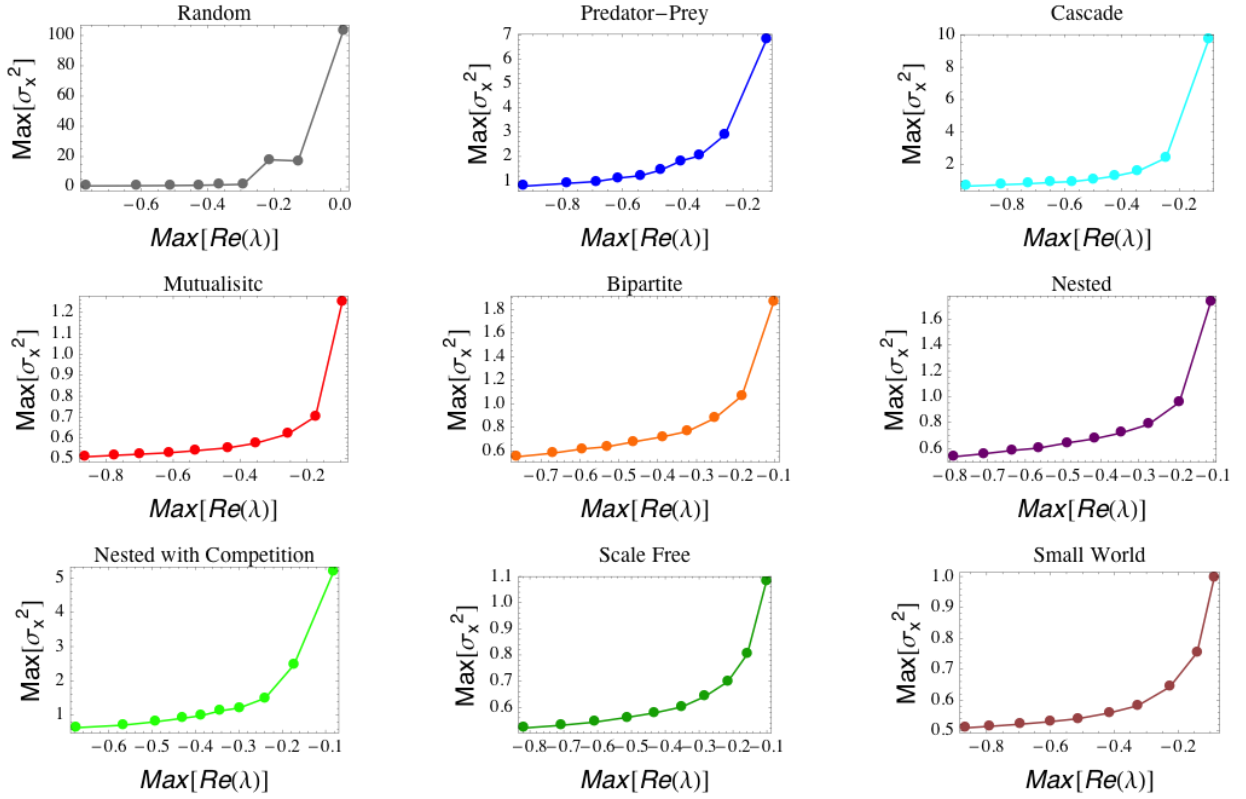 Random
Max[σx²]
100
80
60
40
20
0
−0.6 −0.4 −0.2 0.0
Max[Re(λ)]
Predator−Prey
Max[σx²]
7
6
5
4
3
2
1
−0.8 −0.6 −0.4 −0.2
Max[Re(λ)]
Cascade
Max[σx²]
10
8
6
4
2
−0.8 −0.6 −0.4 −0.2
Max[Re(λ)]
Mutualisitc
Max[σx²]
1.2
1.0
0.8
0.7
0.6
0.5
−0.8 −0.6 −0.4 −0.2
Max[Re(λ)]
Bipartite
Max[σx²]
1.8
1.6
1.4
1.2
1.0
0.8
0.6
−0.7 −0.6 −0.5 −0.4 −0.3 −0.2 −0.1
Max[Re(λ)]
Nested
Max[σx²]
1.6
1.4
1.2
1.0
0.8
0.6
−0.8 −0.7 −0.6 −0.5 −0.4 −0.3 −0.2 −0.1
Max[Re(λ)]
Nested with Competition
Max[σx²]
5
4
3
2
1
−0.6 −0.5 −0.4 −0.3 −0.2 −0.1
Max[Re(λ)]
Scale Free
Max[σx²]
1.1
0.9
0.8
0.7
0.6
−0.8 −0.7 −0.6 −0.5 −0.4 −0.3 −0.2 −0.1
Max[Re(λ)]
Small World
Max[σx²]
1.0
0.9
0.8
0.7
0.6
0.5
−0.8 −0.6 −0.4 −0.2
Max[Re(λ)]